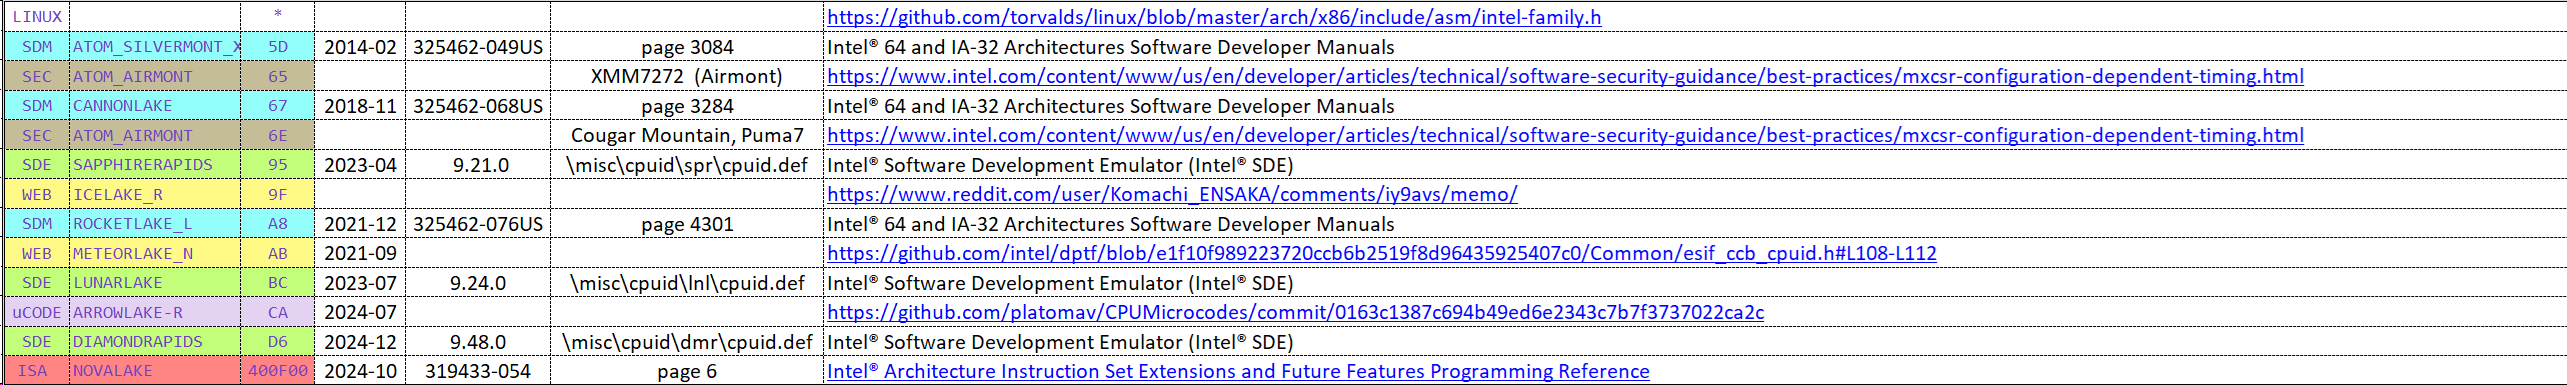 LINUX * https://github.com/torvalds/linux/blob/master/arch/x86/include/asm/intel-family.h
SDM ATOM_SILVERMONT_X 5D 2014-02 325462-049US page 3084 Intel® 64 and IA-32 Architectures Software Developer Manuals
SEC ATOM_AIRMONT 65 XMM7272 (Airmont) https://www.intel.com/content/www/us/en/developer/articles/technical/software-security-guidance/best-practices/mxcsr-configuration-dependent-timing.html
SDM CANNONLAKE 67 2018-11 325462-068US page 3284 Intel® 64 and IA-32 Architectures Software Developer Manuals
SEC ATOM_AIRMONT 6E Cougar Mountain, Puma7 https://www.intel.com/content/www/us/en/developer/articles/technical/software-security-guidance/best-practices/mxcsr-configuration-dependent-timing.html
SDE SAPPHIRERAPIDS 95 2023-04 9.21.0 \misc\cpuid\spr\cpuid.def Intel® Software Development Emulator (Intel® SDE)
WEB ICELAKE_R 9F https://www.reddit.com/user/Komachi_ENSAKA/comments/iy9avs/memo/
SDM ROCKETLAKE_L A8 2021-12 325462-076US page 4301 Intel® 64 and IA-32 Architectures Software Developer Manuals
WEB METEORLAKE_N AB 2021-09 https://github.com/intel/dptf/blob/e1f10f989223720ccb6b2519f8d96435925407c0/Common/esif_ccb_cpuid.h#L108-L112
SDE LUNARLAKE BC 2023-07 9.24.0 \misc\cpuid\lnl\cpuid.def Intel® Software Development Emulator (Intel® SDE)
uCODE ARROWLAKE-R CA 2024-07 https://github.com/platomav/CPUMicrocodes/commit/0163c1387c694b49ed6e2343c7b7f3737022ca2c
SDE DIAMONDRAPIDS D6 2024-12 9.48.0 \misc\cpuid\dmr\cpuid.def Intel® Software Development Emulator (Intel® SDE)
ISA NOVALAKE 400F00 2024-10 319433-054 page 6 Intel® Architecture Instruction Set Extensions and Future Features Programming Reference